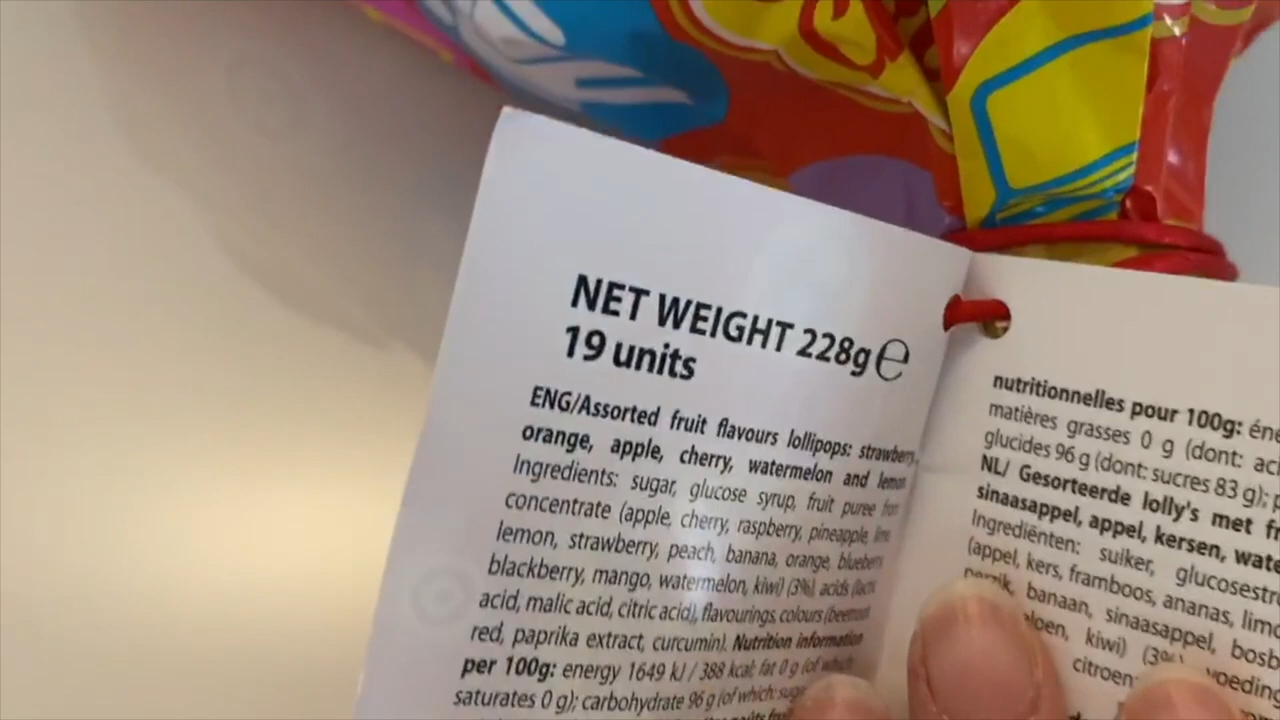 NET WEIGHT 228g ℮
19 units
ENG/Assorted fruit flavours lollipops: strawberry,
orange, apple, cherry, watermelon and lemon
Ingredients: sugar, glucose syrup, fruit puree from
concentrate (apple, cherry, raspberry, pineapple, lime,
lemon, strawberry, peach, banana, orange, blueberry,
blackberry, mango, watermelon, kiwi) (3%), acids (lactic
acid, malic acid, citric acid), flavourings, colours (beetroot
red, paprika extract, curcumin). Nutrition information
per 100g: energy 1649 kJ / 388 kcal; fat 0 g (of which
saturates 0 g); carbohydrate 96 g (of which:
nutritionnelles pour 100g:
matières grasses 0 g (dont:
glucides 96 g (dont: sucres 83 g);
NL/ Gesorteerde lolly's met
sinaasappel, appel, kersen,
Ingrediënten: suiker,
(appel, kers, framboos, ananas,
perzik, banaan, sinaasappel,
kiwi) (3%),
citroen